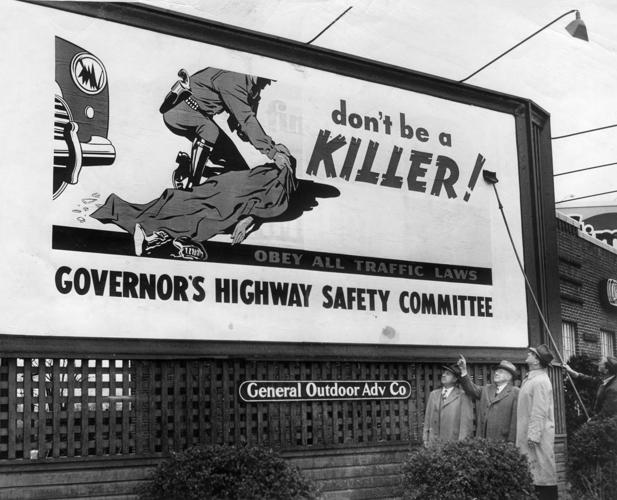 don't be a
KILLER!
OBEY ALL TRAFFIC LAWS
GOVERNOR'S HIGHWAY SAFETY COMMITTEE
General Outdoor Adv Co